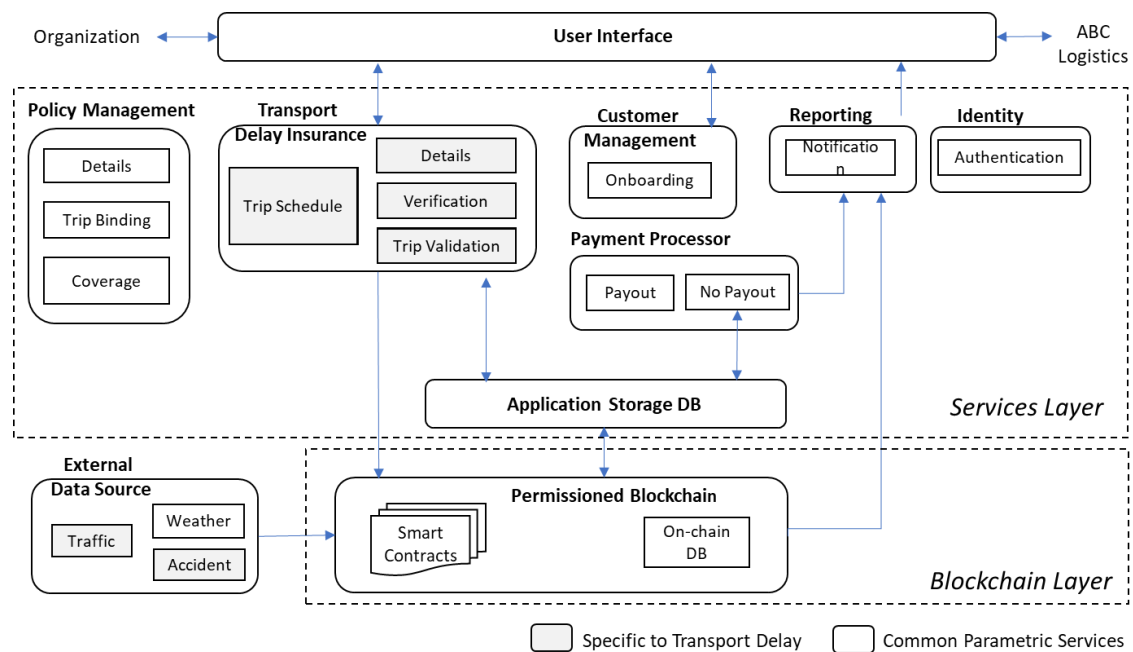 Organization
User Interface
ABC
Logistics
Policy Management
Details
Trip Binding
Coverage
Transport
Delay Insurance
Trip Schedule
Details
Verification
Trip Validation
Customer
Management
Onboarding
Reporting
Notificatio
n
Identity
Authentication
Payment Processor
Payout
No Payout
Application Storage DB
Services Layer
External
Data Source
Traffic
Weather
Accident
Permissioned Blockchain
Smart
Contracts
On-chain
DB
Blockchain Layer
Specific to Transport Delay
Common Parametric Services